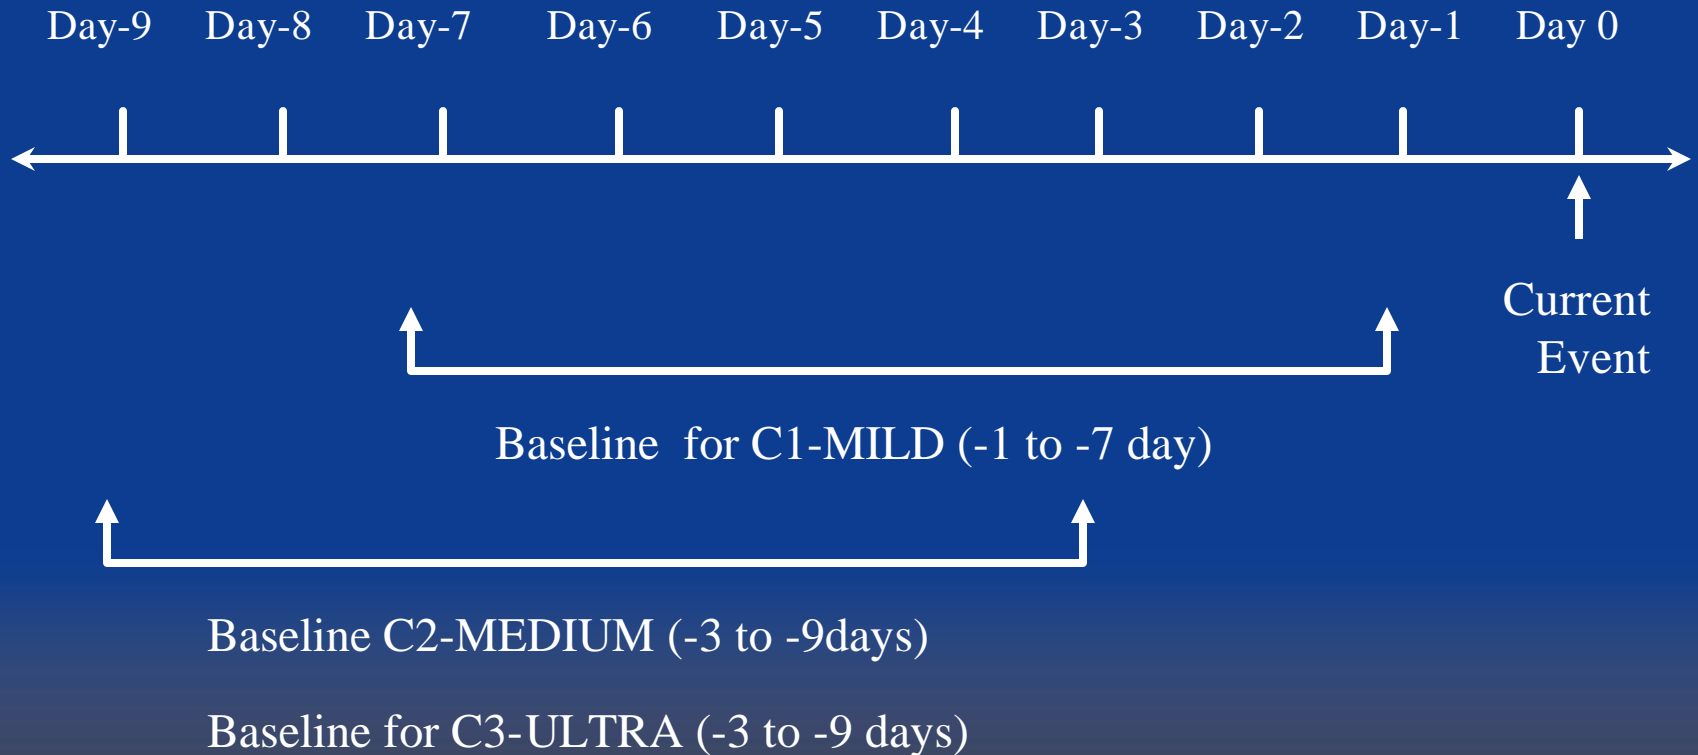 Day-9 Day-8 Day-7 Day-6 Day-5 Day-4 Day-3 Day-2 Day-1 Day 0
Current
Event
Baseline for C1-MILD (-1 to -7 day)
Baseline C2-MEDIUM (-3 to -9days)
Baseline for C3-ULTRA (-3 to -9 days)